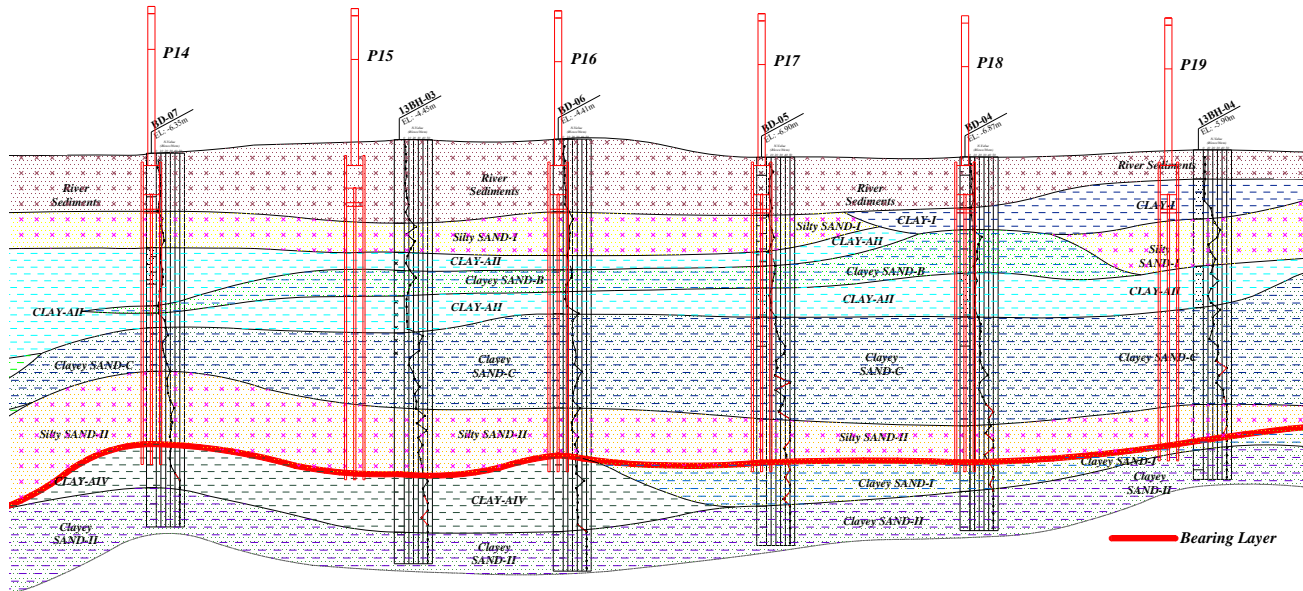 P14
P15
P16
P17
P18
P19
BD-07
EL: -6.35m
13BH-03
EL: -4.45m
BD-06
EL: -4.41m
BD-05
EL: -6.90m
BD-04
EL: -6.87m
13BH-04
EL: -5.90m
River
Sediments
River
Sediments
River
Sediments
River Sediments
CLAY-I
CLAY-I
Silty SAND-I
Silty SAND-I
Silty
SAND-I
CLAY-AII
CLAY-AII
Clayey SAND-B
Clayey SAND-B
CLAY-AII
CLAY-AII
CLAY-AII
CLAY-AII
Clayey SAND-C
Clayey
SAND-C
Clayey
SAND-C
Clayey SAND-C
Silty SAND-II
Silty SAND-II
Silty SAND-II
Clayey SAND-I
CLAY-AIV
CLAY-AIV
Clayey SAND-I
Clayey
SAND-II
Clayey
SAND-II
Clayey
SAND-II
Clayey SAND-II
Bearing Layer